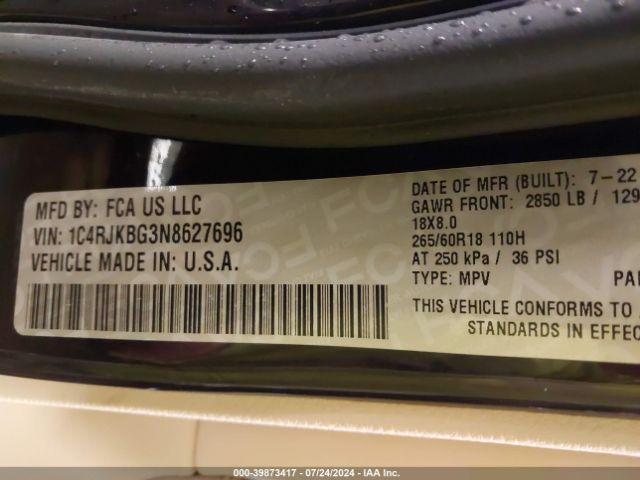 MFD BY: FCA US LLC
VIN: 1C4RJKBG3N8627696
VEHICLE MADE IN: U.S.A.
DATE OF MFR (BUILT): 7-22
GAWR FRONT: 2850 LB / 129
18X8.0
265/60R18 110H
AT 250 kPa / 36 PSI
TYPE: MPV PAI
THIS VEHICLE CONFORMS TO
STANDARDS IN EFFEC
000-39873417 - 07/24/2024 - IAA Inc.